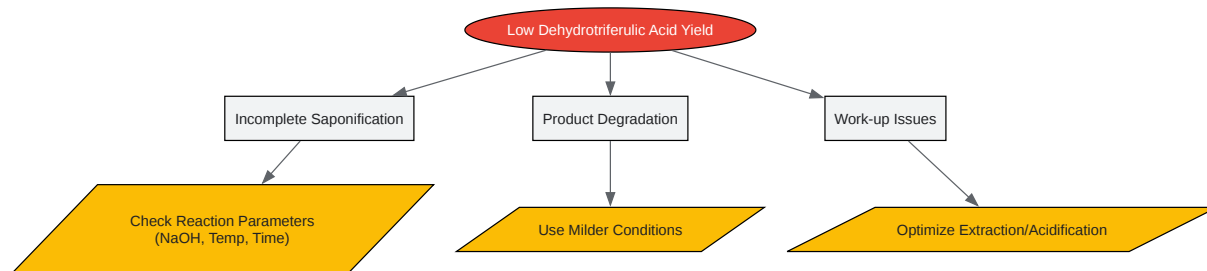 Low Dehydrotriferulic Acid Yield
Incomplete Saponification
Product Degradation
Work-up Issues
Check Reaction Parameters
(NaOH, Temp, Time)
Use Milder Conditions
Optimize Extraction/Acidification